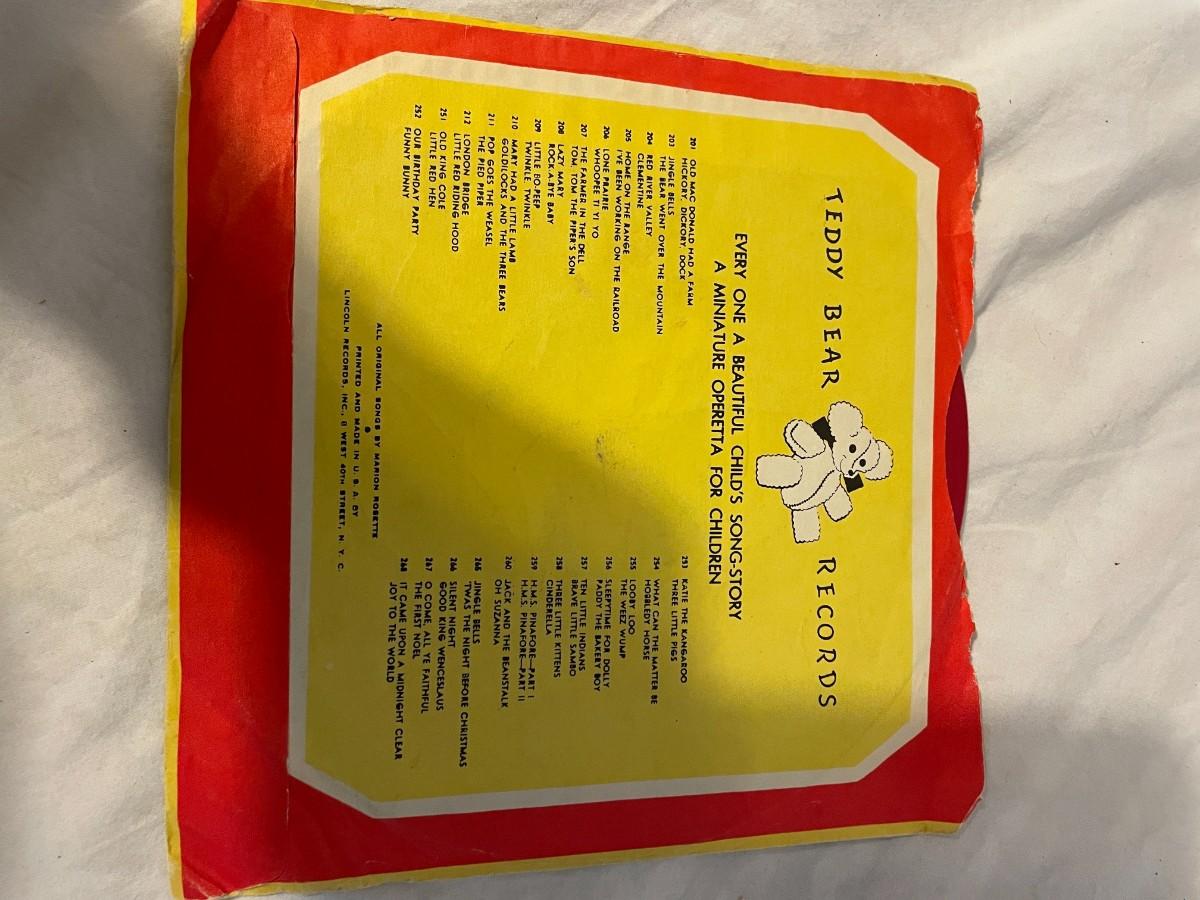 TEDDY BEAR RECORDS
EVERY ONE A BEAUTIFUL CHILD'S SONG-STORY
A MINIATURE OPERETTA FOR CHILDREN
201 OLD MAC DONALD HAD A FARM
HICKORY, DICKORY, DOCK
203 JINGLE BELLS
THE BEAR WENT OVER THE MOUNTAIN
204 RED RIVER VALLEY
CLEMENTINE
205 HOME ON THE RANGE
I'VE BEEN WORKING ON THE RAILROAD
206 LONE PRAIRIE
WHOOPEE TI YI YO
207 THE FARMER IN THE DELL
TOM, TOM THE PIPER'S SON
208 LAZY MARY
ROCK-A-BYE BABY
209 LITTLE BO-PEEP
TWINKLE TWINKLE
210 MARY HAD A LITTLE LAMB
GOLDILOCKS AND THE THREE BEARS
211 POP GOES THE WEASEL
THE PIED PIPER
212 LONDON BRIDGE
LITTLE RED RIDING HOOD
251 OLD KING COLE
LITTLE RED HEN
252 OUR BIRTHDAY PARTY
FUNNY BUNNY
253 KATIE THE KANGAROO
THREE LITTLE PIGS
254 WHAT CAN THE MATTER BE
HOBBLEDY HORSE
255 LOOBY LOO
THE WEEZ WUMP
256 SLEEPYTIME FOR DOLLY
PADDY THE BAKERY BOY
257 TEN LITTLE INDIANS
BRAVE LITTLE SAMBO
258 THREE LITTLE KITTENS
CINDERELLA
259 H.M.S. PINAFORE—PART I
H.M.S. PINAFORE—PART II
260 JACK AND THE BEANSTALK
OH SUZANNA
265 JINGLE BELLS
'TWAS THE NIGHT BEFORE CHRISTMAS
266 SILENT NIGHT
GOOD KING WENCESLAUS
267 O COME, ALL YE FAITHFUL
THE FIRST NOEL
268 IT CAME UPON A MIDNIGHT CLEAR
JOY TO THE WORLD
ALL ORIGINAL SONGS BY MARION ROSETTE
PRINTED AND MADE IN U. S. A. BY
LINCOLN RECORDS, INC., 11 WEST 40TH STREET, N. Y. C.